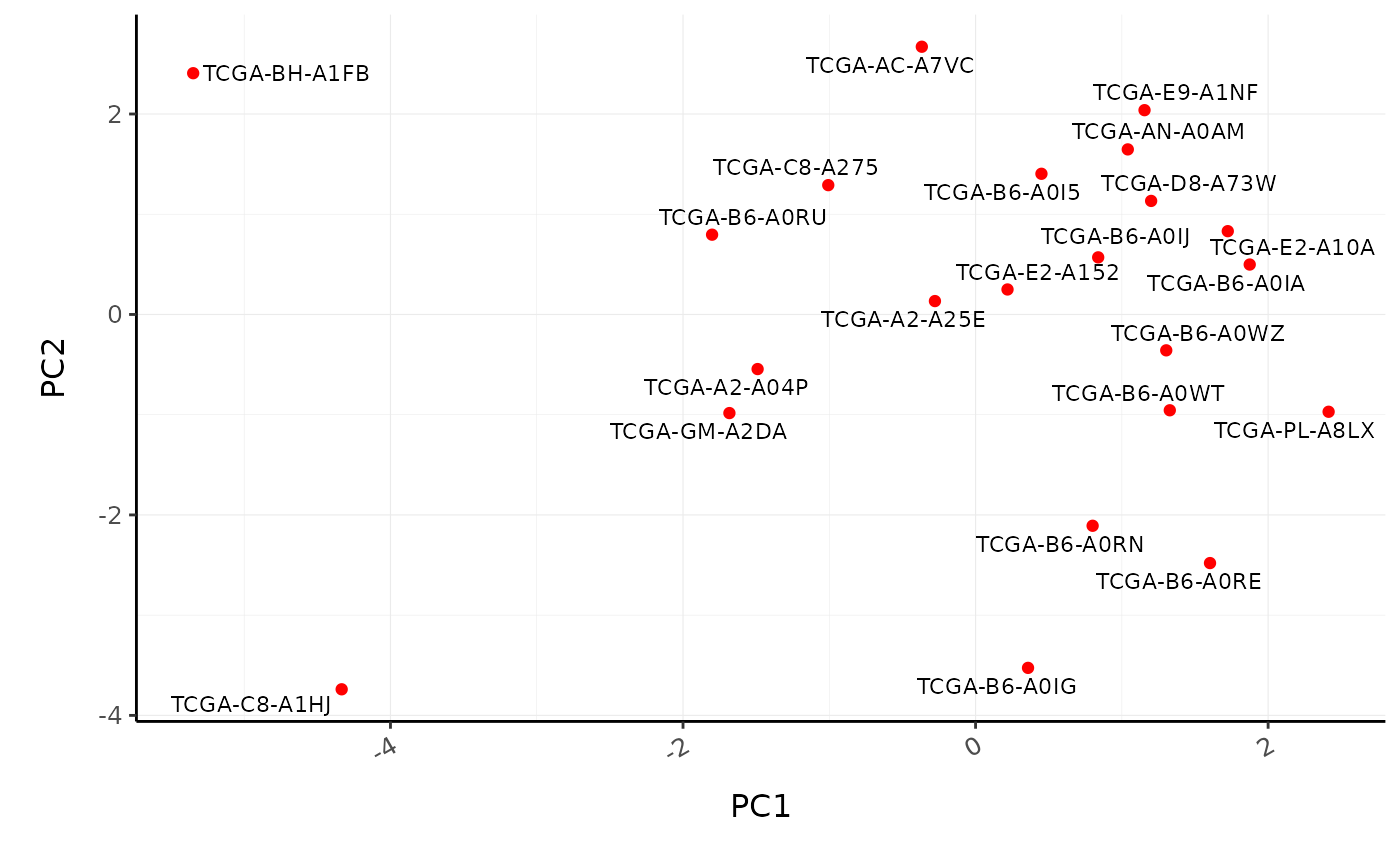 TCGA-AC-A7VC
TCGA-BH-A1FB
TCGA-E9-A1NF
2
TCGA-AN-A0AM
TCGA-C8-A275
TCGA-D8-A73W
TCGA-B6-A0I5
TCGA-B6-A0RU
TCGA-B6-A0IJ
TCGA-E2-A10A
TCGA-E2-A152
TCGA-B6-A0IA
0
TCGA-A2-A25E
TCGA-B6-A0WZ
PC2
TCGA-A2-A04P
TCGA-B6-A0WT
TCGA-GM-A2DA
TCGA-PL-A8LX
-2
TCGA-B6-A0RN
TCGA-B6-A0RE
TCGA-B6-A0IG
TCGA-C8-A1HJ
-4
-4 -2 0 2
PC1